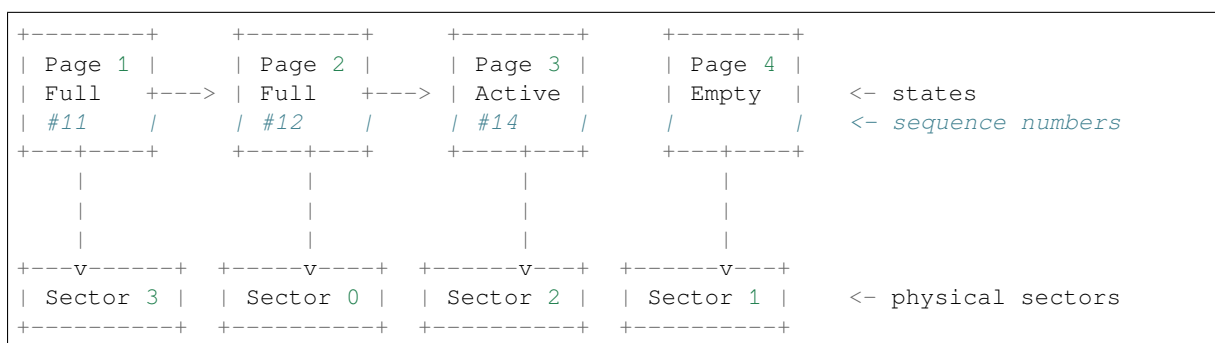 +--------+     +--------+     +--------+     +--------+
| Page 1 |     | Page 2 |     | Page 3 |     | Page 4 |
| Full   +---> | Full   +---> | Active |     | Empty  |   <- states
| #11    |     | #12    |     | #14    |     |        |   <- sequence numbers
+---+----+     +----+---+     +----+---+     +---+----+
    |               |              |             |
    |               |              |             |
    |               |              |             |
+---v------+  +-----v----+  +------v---+  +------v---+
| Sector 3 |  | Sector 0 |  | Sector 2 |  | Sector 1 |    <- physical sectors
+----------+  +----------+  +----------+  +----------+